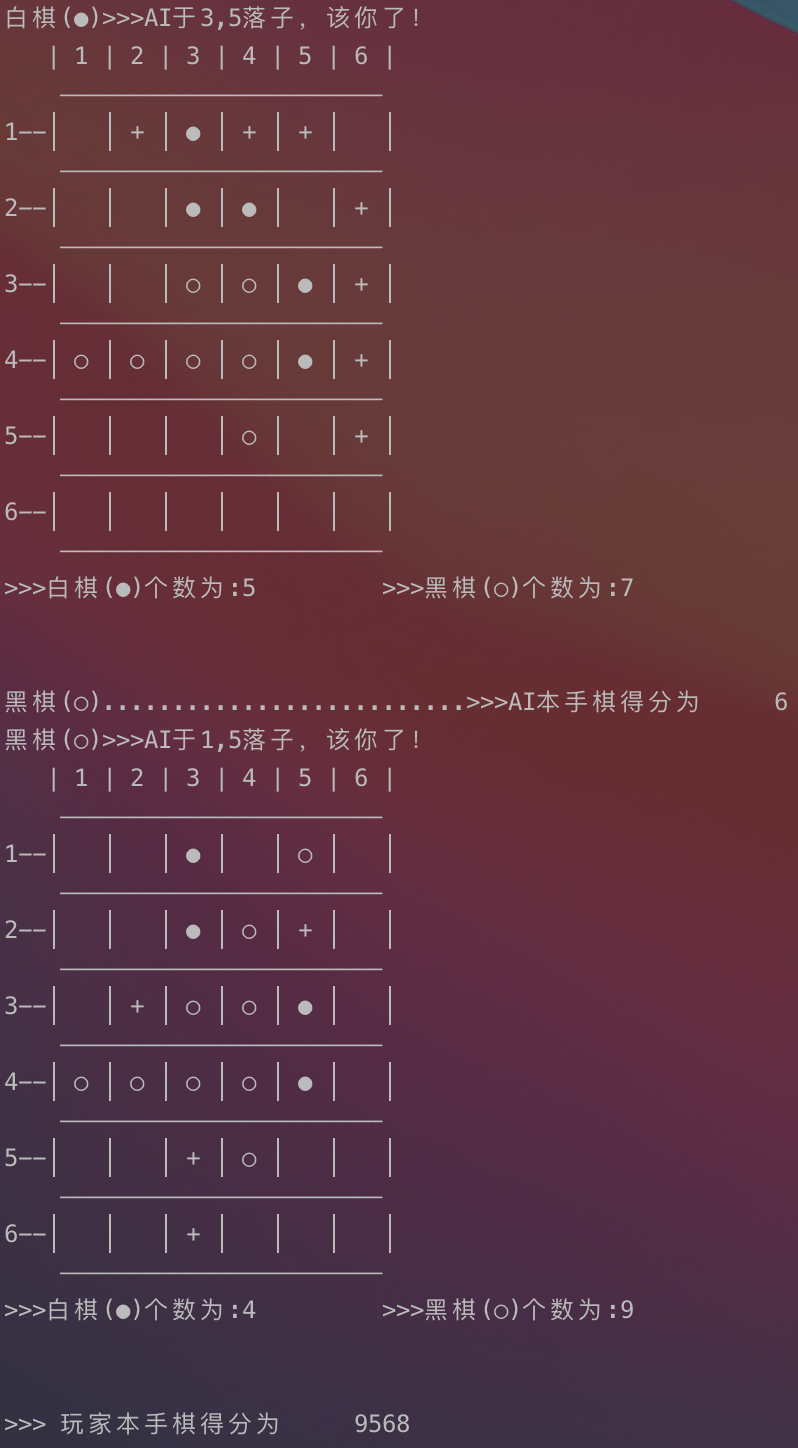 白棋(●)>>>AI于3,5落子, 该你了!
| 1 | 2 | 3 | 4 | 5 | 6 |
1——|   | + | ● | + | + |   |
2——|   |   | ● | ● |   | + |
3——|   |   | ○ | ○ | ● | + |
4——| ○ | ○ | ○ | ○ | ● | + |
5——|   |   |   | ○ |   | + |
6——|   |   |   |   |   |   |
>>>白棋(●)个数为:5         >>>黑棋(○)个数为:7
黑棋(○)..........................>>>AI本手棋得分为     6
黑棋(○)>>>AI于1,5落子, 该你了!
| 1 | 2 | 3 | 4 | 5 | 6 |
1——|   |   | ● |   | ○ |   |
2——|   |   | ● | ○ | + |   |
3——|   | + | ○ | ○ | ● |   |
4——| ○ | ○ | ○ | ○ | ● |   |
5——|   |   | + | ○ |   |   |
6——|   |   | + |   |   |   |
>>>白棋(●)个数为:4         >>>黑棋(○)个数为:9
>>> 玩家本手棋得分为     9568